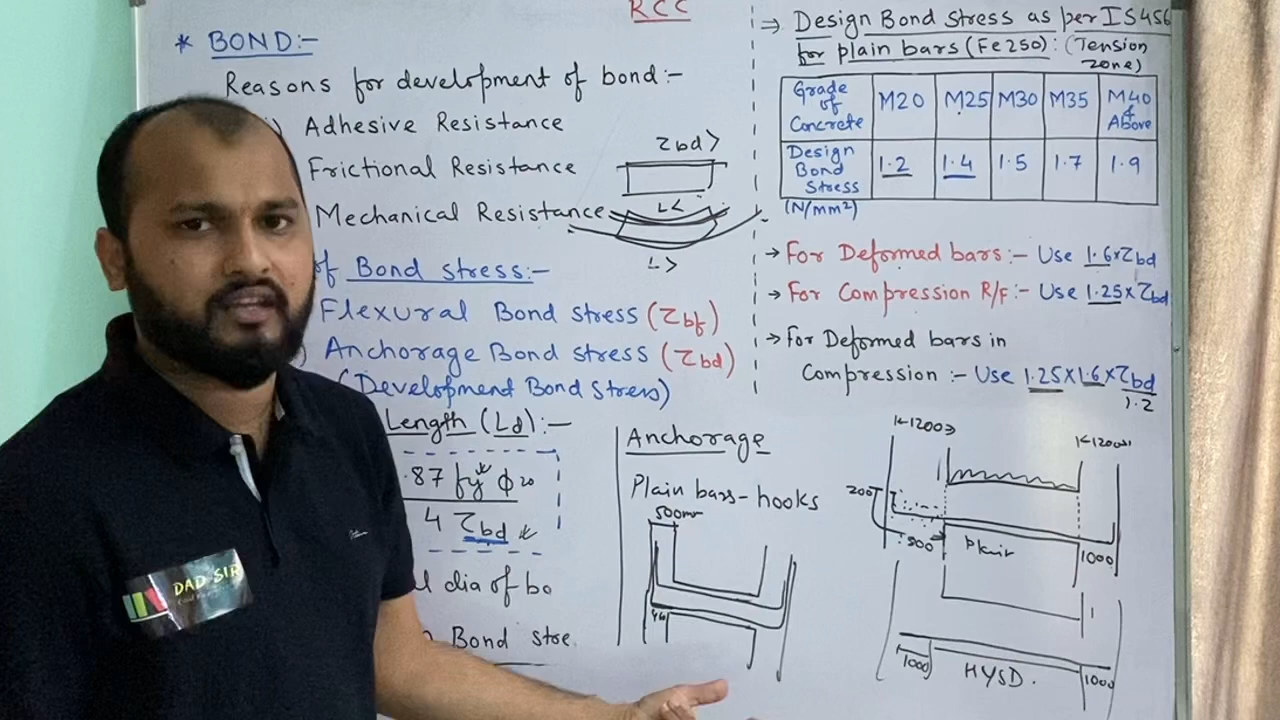 RCC
* BOND:-
Reasons for development of bond:-
i) Adhesive Resistance
Frictional Resistance
Mechanical Resistance
τbd >
L<
L >
of Bond stress:-
Flexural Bond stress (τbf)
) Anchorage Bond stress (τbd)
(Development Bond Stress)
Length (Ld):-
.87 fy* φ 20
4 τbd *
l dia of ba
Bond stre
Anchorage
Plain bars - hooks
500mm
→ Design Bond Stress as per IS456
for plain bars (Fe250): (Tension
zone)
Grade of Concrete M20 M25 M30 M35 M40 & Above
Design Bond Stress 1.2 1.4 1.5 1.7 1.9
(N/mm²)
→ For Deformed bars:- Use 1.6×τbd
→ For Compression R/F:- Use 1.25×τbd
→ For Deformed bars in
Compression:- Use 1.25×1.6×τbd
1.2
1200
1200
200
500
Plain
1000
1000
HYSD.
1000
DAD SIR